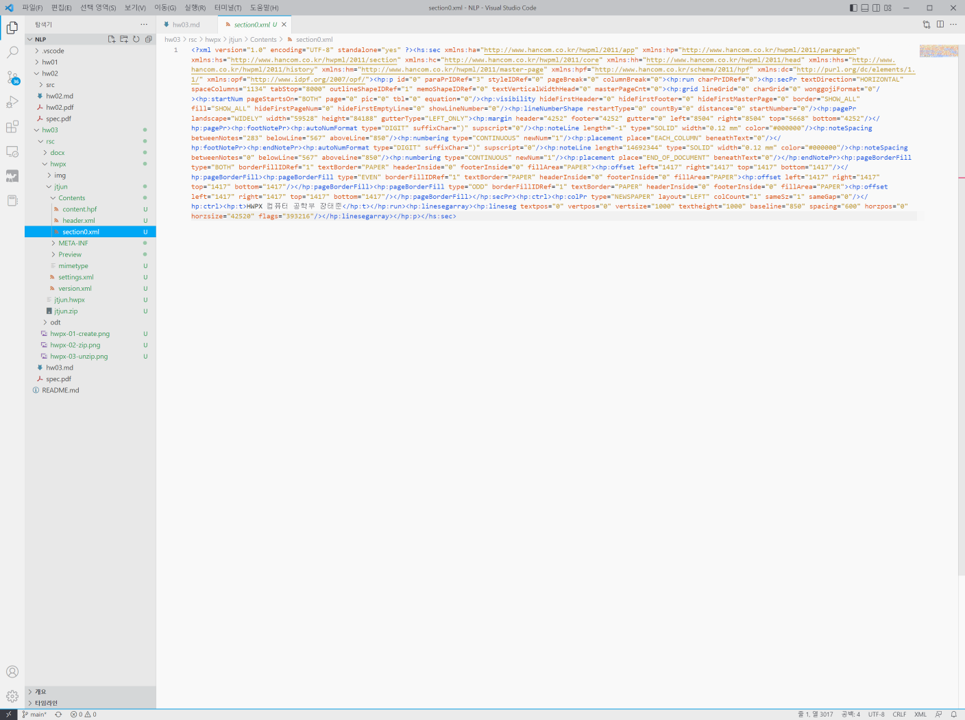 파일(F) 편집(E) 선택 영역(S) 보기(V) 이동(G) 실행(R) 터미널(T) 도움말(H)
section0.xml - NLP - Visual Studio Code
탐색기
hw03.md U
section0.xml U
NLP
hw03 > rsc > hwpx > jtjun > Contents > section0.xml
.vscode
hw01
hw02
src
hw02.md
hw02.pdf
spec.pdf
hw03
rsc
docx
hwpx
img
jtjun
Contents
content.hpf U
header.xml U
section0.xml U
META-INF
Preview
mimetype U
settings.xml U
version.xml U
jtjun.hwpx U
jtjun.zip U
odt
hwpx-01-create.png U
hwpx-02-zip.png U
hwpx-03-unzip.png U
hw03.md
spec.pdf
README.md
1
<?xml version="1.0" encoding="UTF-8" standalone="yes" ?><hs:sec xmlns:ha="http://www.hancom.co.kr/hwpml/2011/app" xmlns:hp="http://www.hancom.co.kr/hwpml/2011/paragraph"
xmlns:hs="http://www.hancom.co.kr/hwpml/2011/section" xmlns:hc="http://www.hancom.co.kr/hwpml/2011/core" xmlns:hh="http://www.hancom.co.kr/hwpml/2011/head" xmlns:hhs="http://www.
hancom.co.kr/hwpml/2011/history" xmlns:hm="http://www.hancom.co.kr/hwpml/2011/master-page" xmlns:hpf="http://www.hancom.co.kr/schema/2011/hpf" xmlns:dc="http://purl.org/dc/elements/1.
1/" xmlns:opf="http://www.idpf.org/2007/opf/"><hp:p id="0" paraPrIDRef="3" styleIDRef="0" pageBreak="0" columnBreak="0"><hp:run charPrIDRef="0"><hp:secPr textDirection="HORIZONTAL"
spaceColumns="1134" tabStop="8000" outlineShapeIDRef="1" memoShapeIDRef="0" textVerticalWidthHead="0" masterPageCnt="0"><hp:grid lineGrid="0" charGrid="0" wonggojiFormat="0"/
><hp:startNum pageStartsOn="BOTH" page="0" pic="0" tbl="0" equation="0"/><hp:visibility hideFirstHeader="0" hideFirstFooter="0" hideFirstMasterPage="0" border="SHOW_ALL"
fill="SHOW_ALL" hideFirstPageNum="0" hideFirstEmptyLine="0" showLineNumber="0"/><hp:lineNumberShape restartType="0" countBy="0" distance="0" startNumber="0"/><hp:pagePr
landscape="WIDELY" width="59528" height="84188" gutterType="LEFT_ONLY"><hp:margin header="4252" footer="4252" gutter="0" left="8504" right="8504" top="5668" bottom="4252"/></
hp:pagePr><hp:footNotePr><hp:autoNumFormat type="DIGIT" suffixChar=")" supscript="0"/><hp:noteLine length="-1" type="SOLID" width="0.12 mm" color="#000000"/><hp:noteSpacing
betweenNotes="283" belowLine="567" aboveLine="850"/><hp:numbering type="CONTINUOUS" newNum="1"/><hp:placement place="EACH_COLUMN" beneathText="0"/></
hp:footNotePr><hp:endNotePr><hp:autoNumFormat type="DIGIT" suffixChar=")" supscript="0"/><hp:noteLine length="14692344" type="SOLID" width="0.12 mm" color="#000000"/><hp:noteSpacing
betweenNotes="0" belowLine="567" aboveLine="850"/><hp:numbering type="CONTINUOUS" newNum="1"/><hp:placement place="END_OF_DOCUMENT" beneathText="0"/></hp:endNotePr><hp:pageBorderFill
type="BOTH" borderFillIDRef="1" textBorder="PAPER" headerInside="0" footerInside="0" fillArea="PAPER"><hp:offset left="1417" right="1417" top="1417" bottom="1417"/></
hp:pageBorderFill><hp:pageBorderFill type="EVEN" borderFillIDRef="1" textBorder="PAPER" headerInside="0" footerInside="0" fillArea="PAPER"><hp:offset left="1417" right="1417"
top="1417" bottom="1417"/></hp:pageBorderFill><hp:pageBorderFill type="ODD" borderFillIDRef="1" textBorder="PAPER" headerInside="0" footerInside="0" fillArea="PAPER"><hp:offset
left="1417" right="1417" top="1417" bottom="1417"/></hp:pageBorderFill></hp:secPr><hp:ctrl><hp:colPr type="NEWSPAPER" layout="LEFT" colCount="1" sameSz="1" sameGap="0"/></
hp:ctrl><hp:t>HWPX 컴퓨터 공학부 장태준</hp:t></hp:run><hp:linesegarray><hp:lineseg textpos="0" vertpos="0" vertsize="1000" textheight="1000" baseline="850" spacing="600" horzpos="0"
horzsize="42520" flags="393216"/></hp:linesegarray></hp:p></hs:sec>
개요
타임라인
main* 0 0
줄 1, 열 3017 공백: 4 UTF-8 CRLF XML